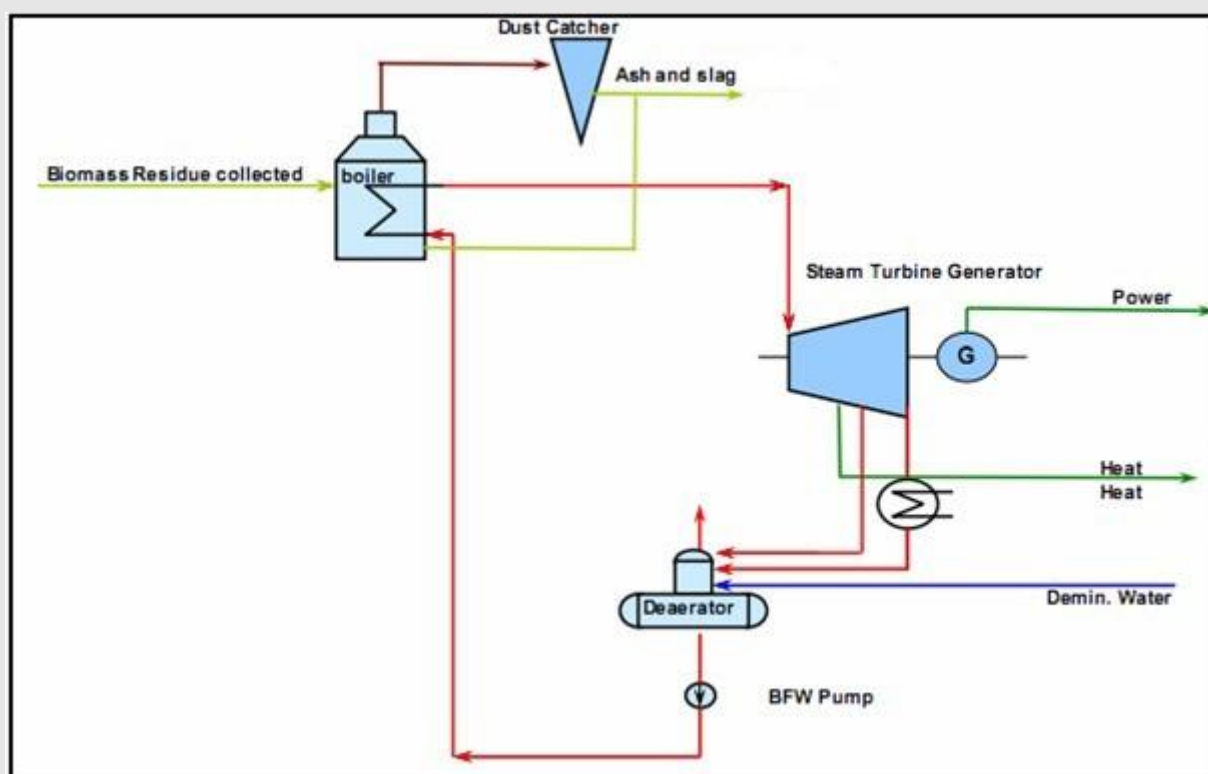 Dust Catcher
Ash and slag
Biomass Residue collected
boiler
Steam Turbine Generator
Power
G
Heat
Heat
Demin. Water
Deaerator
BFW Pump